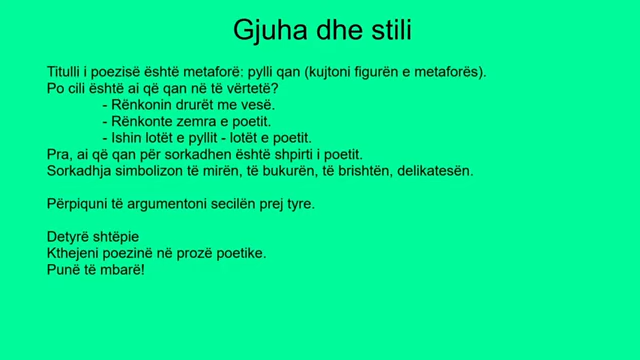 Gjuha dhe stili
Titulli i poezisë është metaforë: pylli qan (kujtoni figurën e metaforës).
Po cili është ai që qan në të vërtetë?
- Rënkonin drurët me vesë.
- Rënkonte zemra e poetit.
- Ishin lotët e pyllit - lotët e poetit.
Pra, ai që qan për sorkadhen është shpirti i poetit.
Sorkadhja simbolizon të mirën, të bukurën, të brishtën, delikatesën.
Përpiquni të argumentoni secilën prej tyre.
Detyrë shtëpie
Kthejeni poezinë në prozë poetike.
Punë të mbarë!